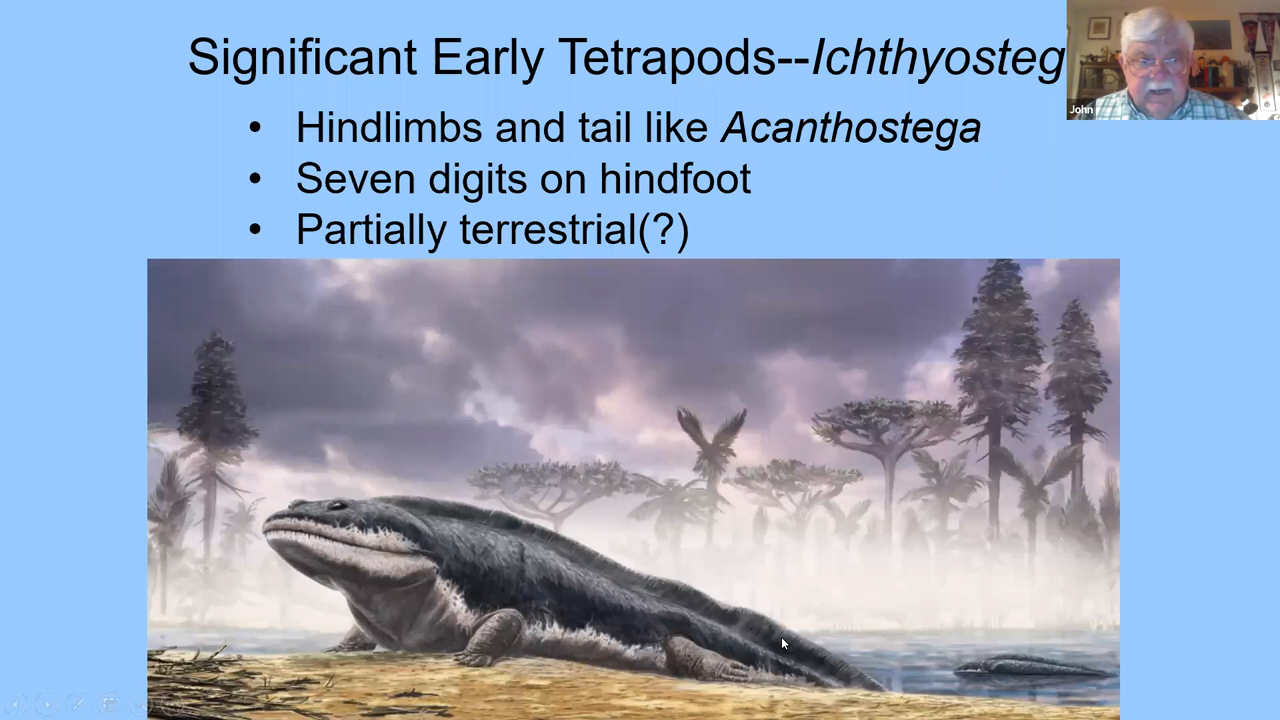 Significant Early Tetrapods--Ichthyosteg
• Hindlimbs and tail like Acanthostega
• Seven digits on hindfoot
• Partially terrestrial(?)
John